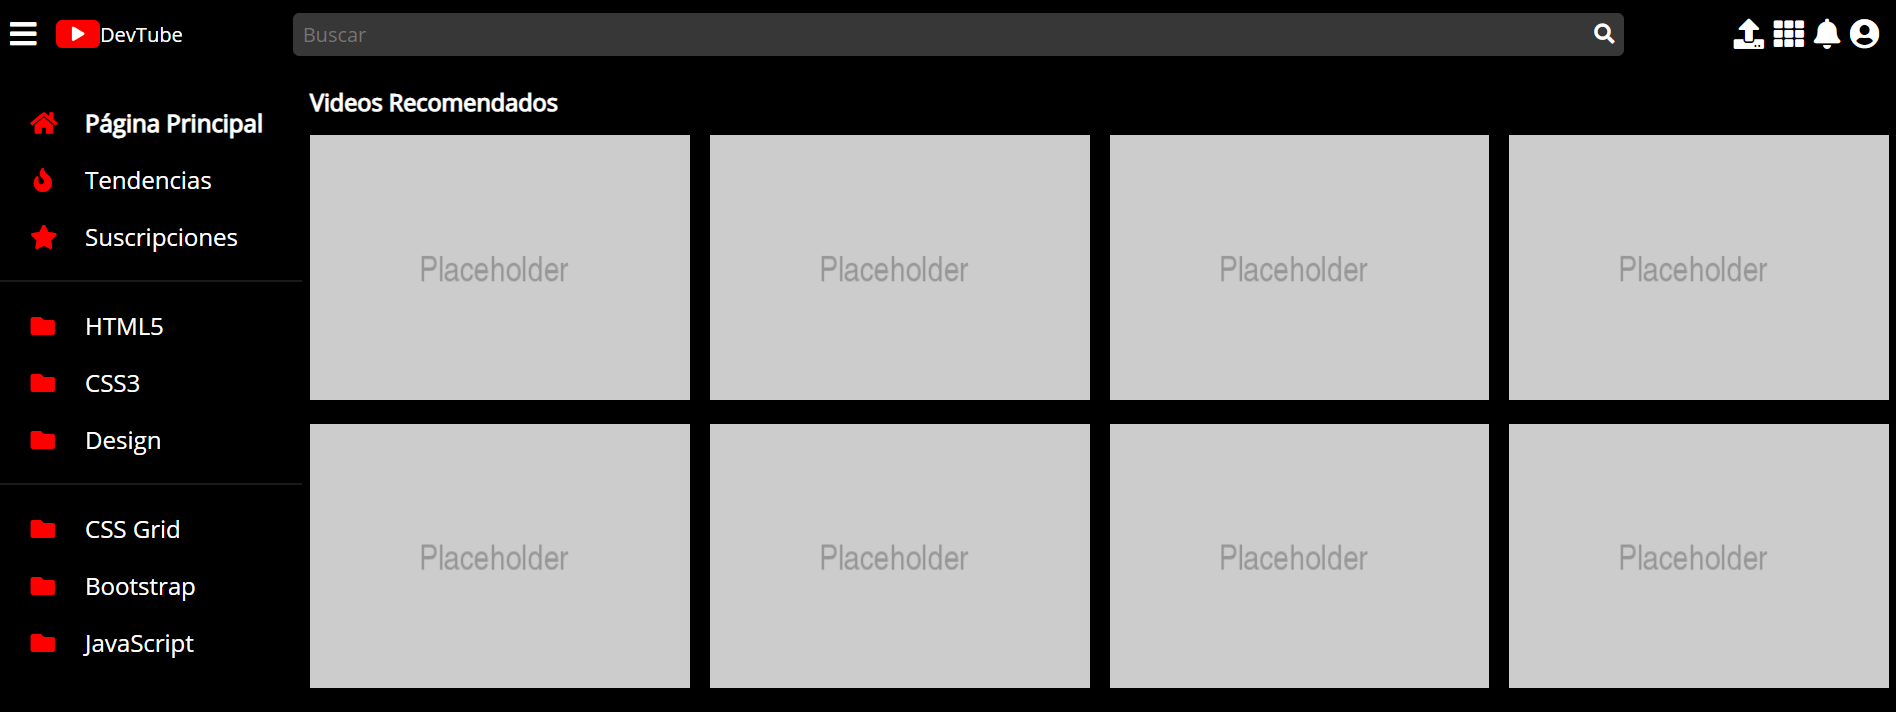 DevTube
Buscar
Página Principal
Tendencias
Suscripciones
HTML5
CSS3
Design
CSS Grid
Bootstrap
JavaScript
Videos Recomendados
Placeholder
Placeholder
Placeholder
Placeholder
Placeholder
Placeholder
Placeholder
Placeholder